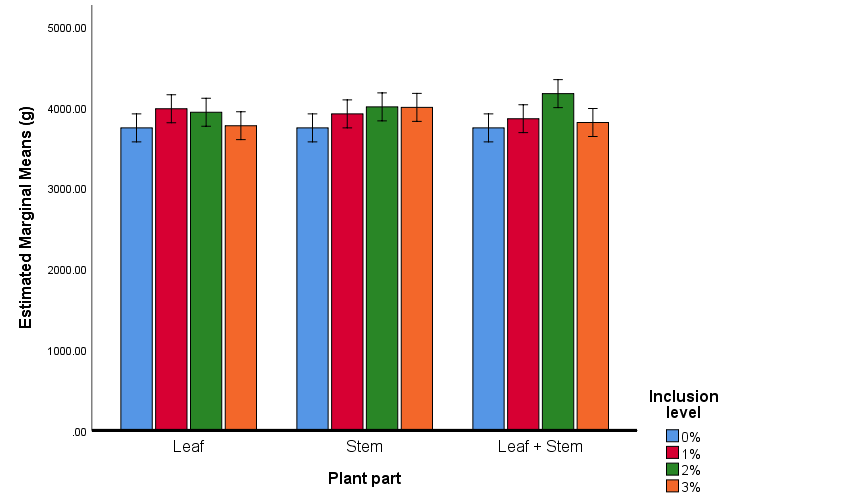 Estimated Marginal Means (g)
5000.00
4000.00
3000.00
2000.00
1000.00
.00
Leaf
Stem
Leaf + Stem
Plant part
Inclusion
level
0%
1%
2%
3%